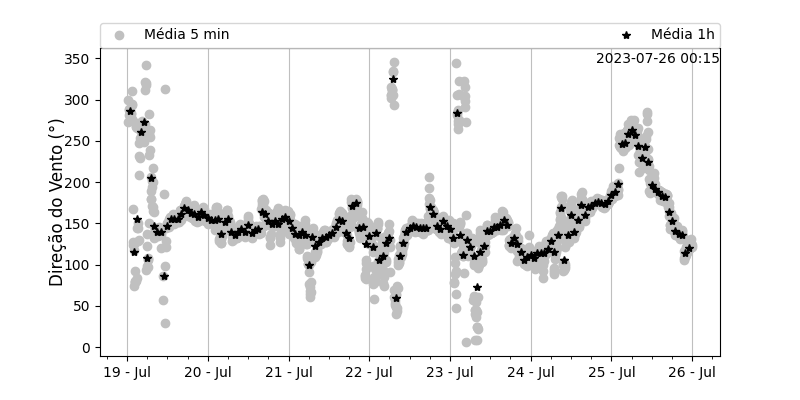 Média 5 min
Média 1h
2023-07-26 00:15
Direção do Vento (°)
350
300
250
200
150
100
50
0
19 - Jul
20 - Jul
21 - Jul
22 - Jul
23 - Jul
24 - Jul
25 - Jul
26 - Jul